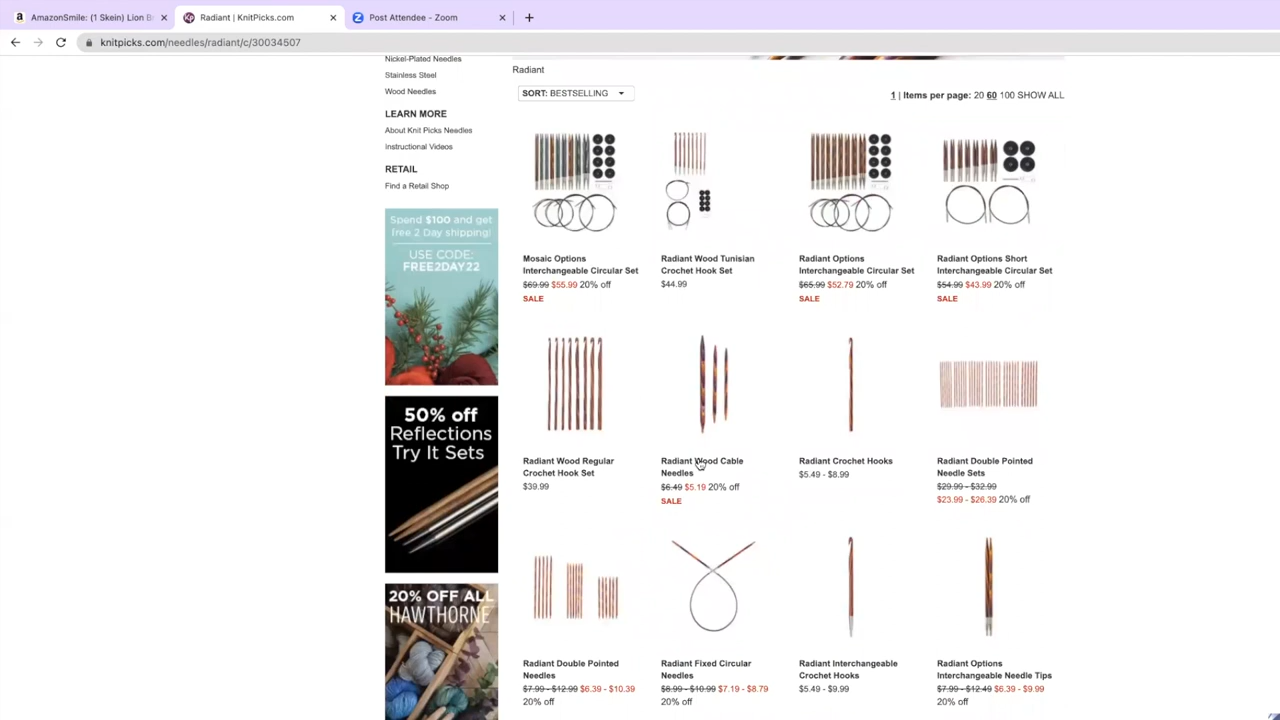 AmazonSmile: (1 Skein) Lion B
Radiant | KnitPicks.com
Post Attendee - Zoom
knitpicks.com/needles/radiant/c/30034507
Nickel-Plated Needles
Stainless Steel
Wood Needles
LEARN MORE
About Knit Picks Needles
Instructional Videos
RETAIL
Find a Retail Shop
Spend $100 and get
free 2 Day shipping!
USE CODE:
FREE2DAY22
50% off
Reflections
Try It Sets
20% OFF ALL
HAWTHORNE
Radiant
SORT: BESTSELLING
1 | Items per page: 20 60 100 SHOW ALL
Mosaic Options
Interchangeable Circular Set
$69.99 $55.99 20% off
SALE
Radiant Wood Tunisian
Crochet Hook Set
$44.99
Radiant Options
Interchangeable Circular Set
$65.99 $52.79 20% off
SALE
Radiant Options Short
Interchangeable Circular Set
$54.99 $43.99 20% off
SALE
Radiant Wood Regular
Crochet Hook Set
$39.99
Radiant Wood Cable
Needles
$6.49 $5.19 20% off
SALE
Radiant Crochet Hooks
$5.49 - $8.99
Radiant Double Pointed
Needle Sets
$29.99 - $32.99
$23.99 - $26.39 20% off
Radiant Double Pointed
Needles
$7.99 - $12.99 $6.39 - $10.39
20% off
Radiant Fixed Circular
Needles
$8.99 - $10.99 $7.19 - $8.79
20% off
Radiant Interchangeable
Crochet Hooks
$5.49 - $9.99
Radiant Options
Interchangeable Needle Tips
$7.99 - $12.49 $6.39 - $9.99
20% off